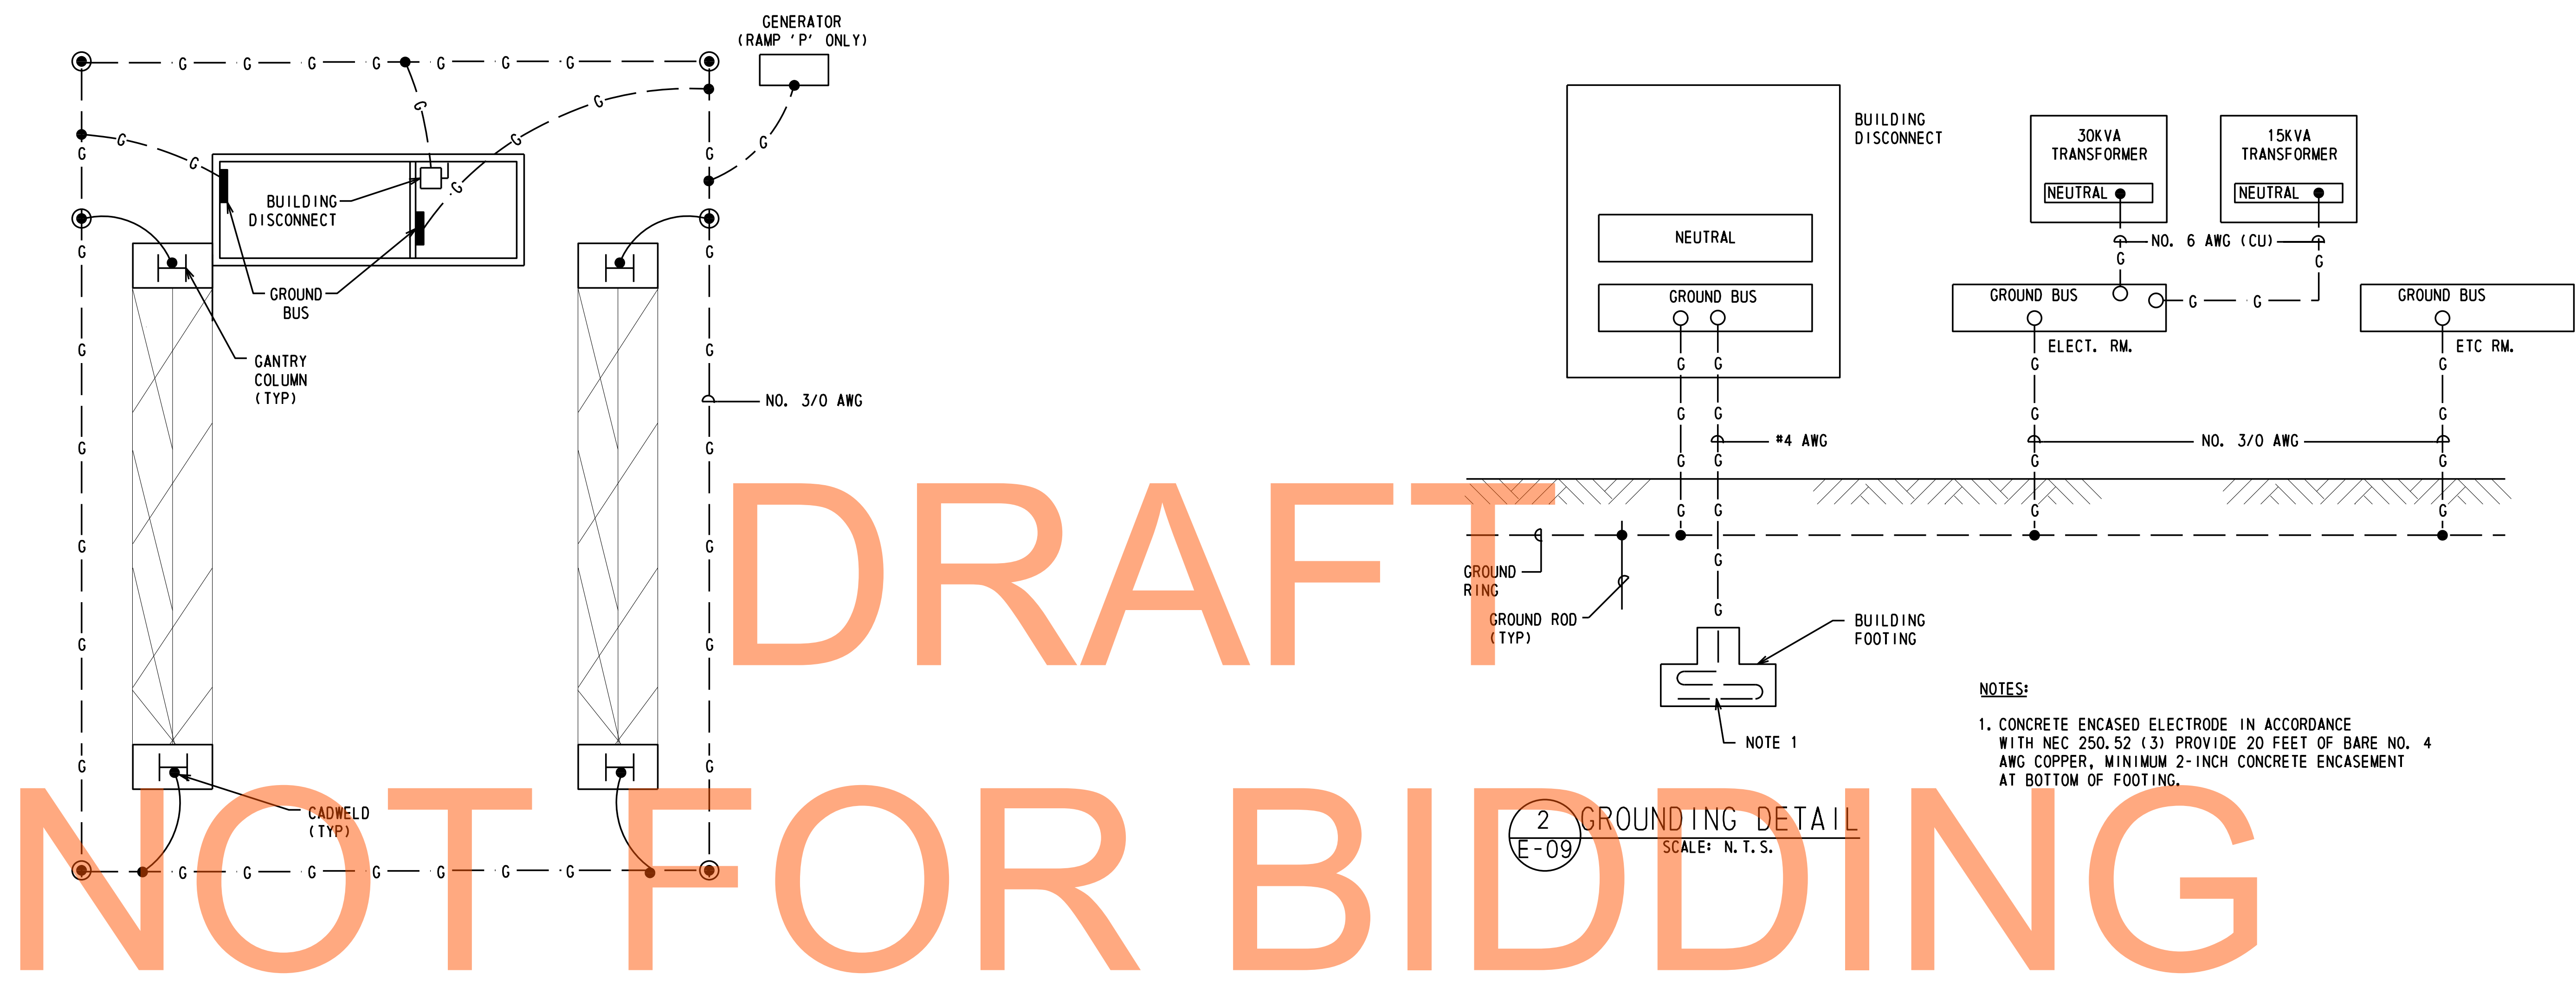 GENERATOR
(RAMP 'P' ONLY)
G G G G G G G
G
G
G
G
G
G
G
G
G
BUILDING
DISCONNECT
G
GROUND
BUS
GANTRY
COLUMN
(TYP)
G
G
G
G
G
G
G
G
G
G
G
G
NO. 3/0 AWG
CADWELD
(TYP)
G G G G G G G
BUILDING
DISCONNECT
NEUTRAL
GROUND BUS
G G
G G
#4 AWG
G G
G G
G
G
30KVA
TRANSFORMER
NEUTRAL
15KVA
TRANSFORMER
NEUTRAL
NO. 6 AWG (CU)
G
G
GROUND BUS
G G
ELECT. RM.
GROUND BUS
ETC RM.
G
G
G
G
NO. 3/0 AWG
G
G
G
G
GROUND
RING
GROUND ROD
(TYP)
BUILDING
FOOTING
NOTE 1
NOTES:
1. CONCRETE ENCASED ELECTRODE IN ACCORDANCE
WITH NEC 250.52 (3) PROVIDE 20 FEET OF BARE NO. 4
AWG COPPER, MINIMUM 2-INCH CONCRETE ENCASEMENT
AT BOTTOM OF FOOTING.
2
E-09
GROUNDING DETAIL
SCALE: N.T.S.
DRAFT
NOT FOR BIDDING